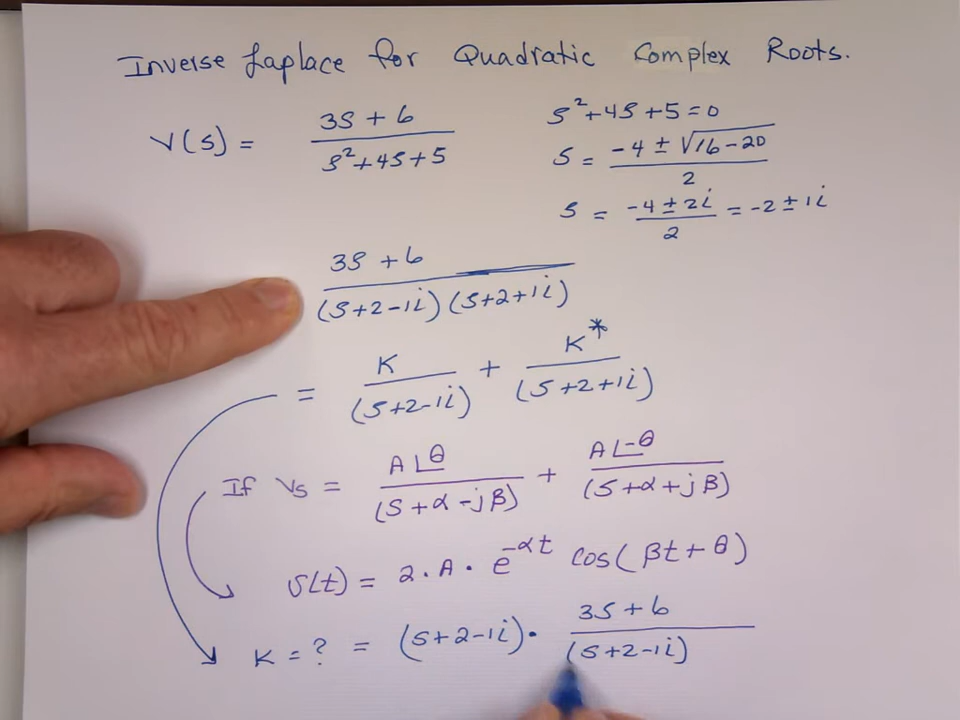 Inverse Laplace for Quadratic Complex Roots.
V(s) = (3s + 6) / (s²+4s+5)
s²+4s+5=0
s = (-4 ± √16-20) / 2
s = (-4 ± 2i) / 2 = -2 ± 1i
(3s + 6) / (s+2-1i)(s+2+1i)
= K / (s+2-1i) + K* / (s+2+1i)
If Vs = A∠θ / (s+α-jβ) + A∠-θ / (s+α+jβ)
v(t) = 2·A·e^-αt cos(βt+θ)
K = ? = (s+2-1i)· (3s+6) / (s+2-1i)